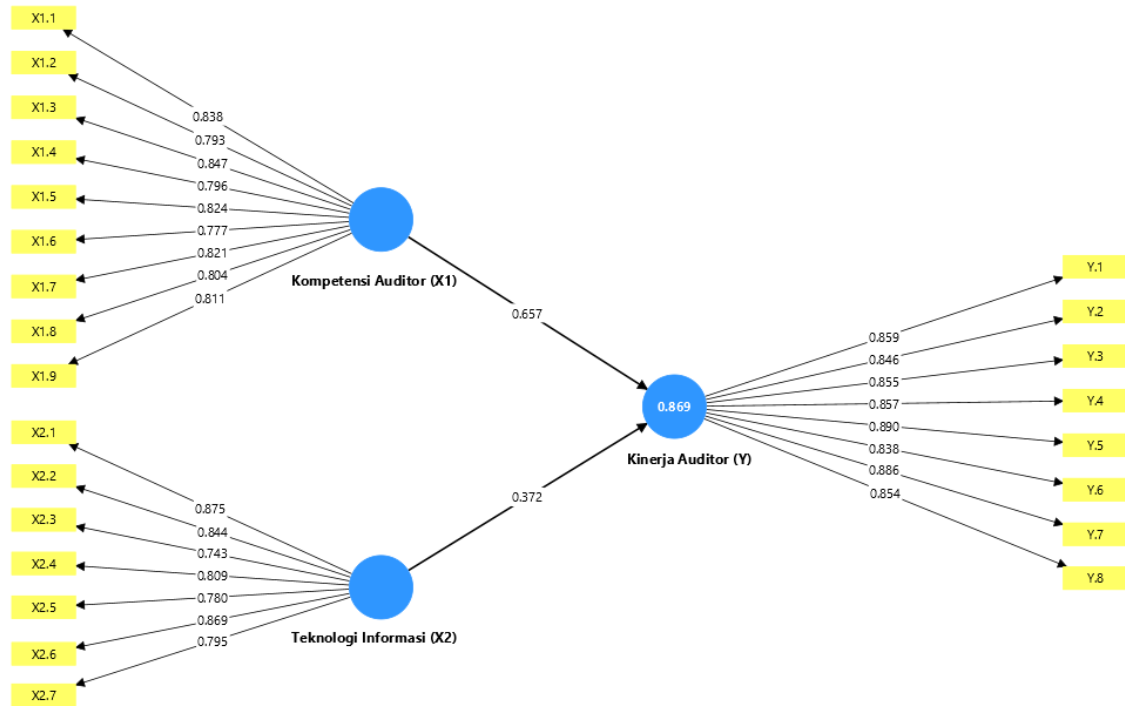 X1.1
X1.2
X1.3
X1.4
X1.5
X1.6
X1.7
X1.8
X1.9
0.838
0.793
0.847
0.796
0.824
0.777
0.821
0.804
0.811
Kompetensi Auditor (X1)
0.657
X2.1
X2.2
X2.3
X2.4
X2.5
X2.6
X2.7
0.875
0.844
0.743
0.809
0.780
0.869
0.795
Teknologi Informasi (X2)
0.372
0.869
Kinerja Auditor (Y)
0.859
0.846
0.855
0.857
0.890
0.838
0.886
0.854
Y.1
Y.2
Y.3
Y.4
Y.5
Y.6
Y.7
Y.8